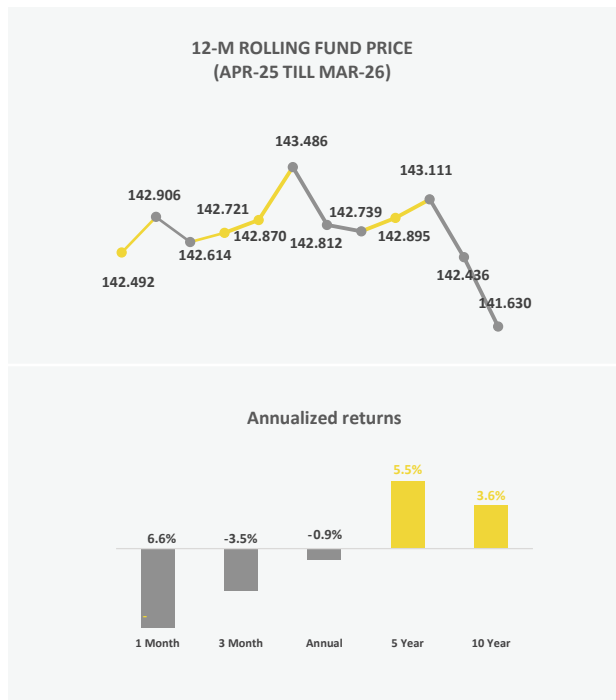 12-M ROLLING FUND PRICE
(APR-25 TILL MAR-26)
143.486
142.906
142.721
142.739
143.111
142.492
142.614
142.870
142.812
142.895
142.436
141.630
Annualized returns
6.6%
-3.5%
-0.9%
5.5%
3.6%
-
1 Month
3 Month
Annual
5 Year
10 Year